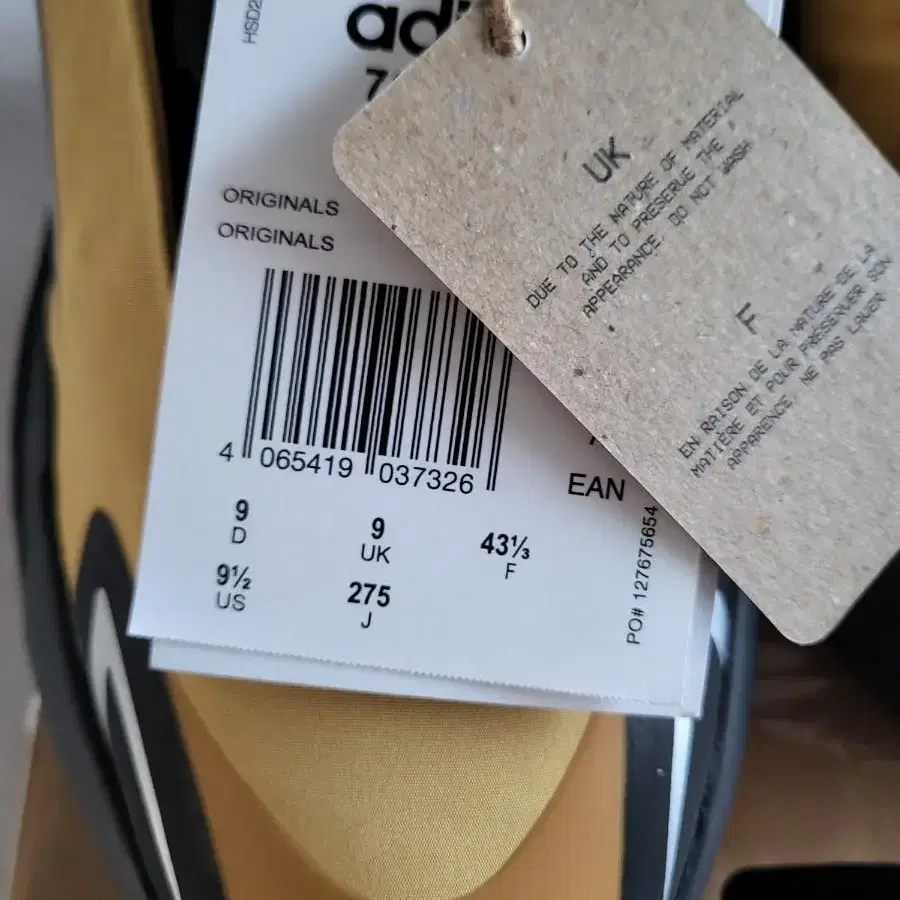 HSD2
adi
7
ORIGINALS
ORIGINALS
4 065419 037326
EAN
9
D
9
UK
43⅓
F
9½
US
275
J
PO# 127675654
UK
DUE TO THE NATURE OF MATERIAL
AND TO PRESERVE THE
APPEARANCE, DO NOT WASH
F
EN RAISON DE LA NATURE DE LA
MATIÈRE ET POUR PRÉSERVER SON
APPARENCE, NE PAS LAVER